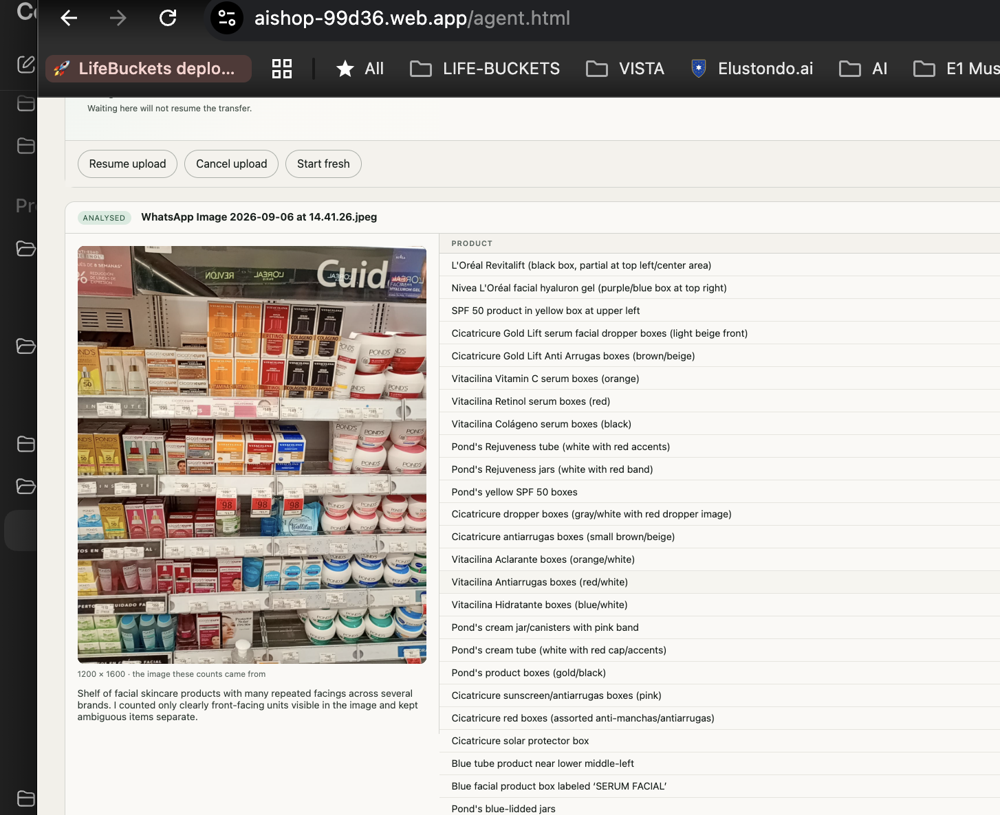 aishop-99d36.web.app/agent.html
LifeBuckets deplo...
All
LIFE-BUCKETS
VISTA
Elustondo.ai
AI
E1 Mus
Waiting here will not resume the transfer.
Resume upload
Cancel upload
Start fresh
ANALYSED
WhatsApp Image 2026-09-06 at 14.41.26.jpeg
Cuid
1200 × 1600 · the image these counts came from
Shelf of facial skincare products with many repeated facings across several
brands. I counted only clearly front-facing units visible in the image and kept
ambiguous items separate.
PRODUCT
L'Oréal Revitalift (black box, partial at top left/center area)
Nivea L'Oréal facial hyaluron gel (purple/blue box at top right)
SPF 50 product in yellow box at upper left
Cicatricure Gold Lift serum facial dropper boxes (light beige front)
Cicatricure Gold Lift Anti Arrugas boxes (brown/beige)
Vitacilina Vitamin C serum boxes (orange)
Vitacilina Retinol serum boxes (red)
Vitacilina Colágeno serum boxes (black)
Pond's Rejuveness tube (white with red accents)
Pond's Rejuveness jars (white with red band)
Pond's yellow SPF 50 boxes
Cicatricure dropper boxes (gray/white with red dropper image)
Cicatricure antiarrugas boxes (small brown/beige)
Vitacilina Aclarante boxes (orange/white)
Vitacilina Antiarrugas boxes (red/white)
Vitacilina Hidratante boxes (blue/white)
Pond's cream jar/canisters with pink band
Pond's cream tube (white with red cap/accents)
Pond's product boxes (gold/black)
Cicatricure sunscreen/antiarrugas boxes (pink)
Cicatricure red boxes (assorted anti-manchas/antiarrugas)
Cicatricure solar protector box
Blue tube product near lower middle-left
Blue facial product box labeled ‘SERUM FACIAL’
Pond's blue-lidded jars